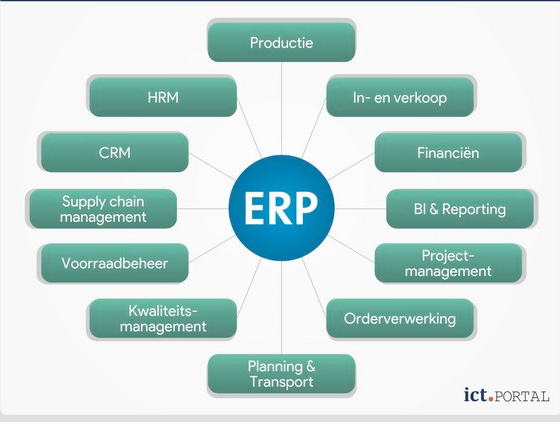 Productie
HRM
In- en verkoop
CRM
Financiën
Supply chain
management
ERP
BI & Reporting
Voorraadbeheer
Project-
management
Kwaliteits-
management
Orderverwerking
Planning &
Transport
ict.PORTAL